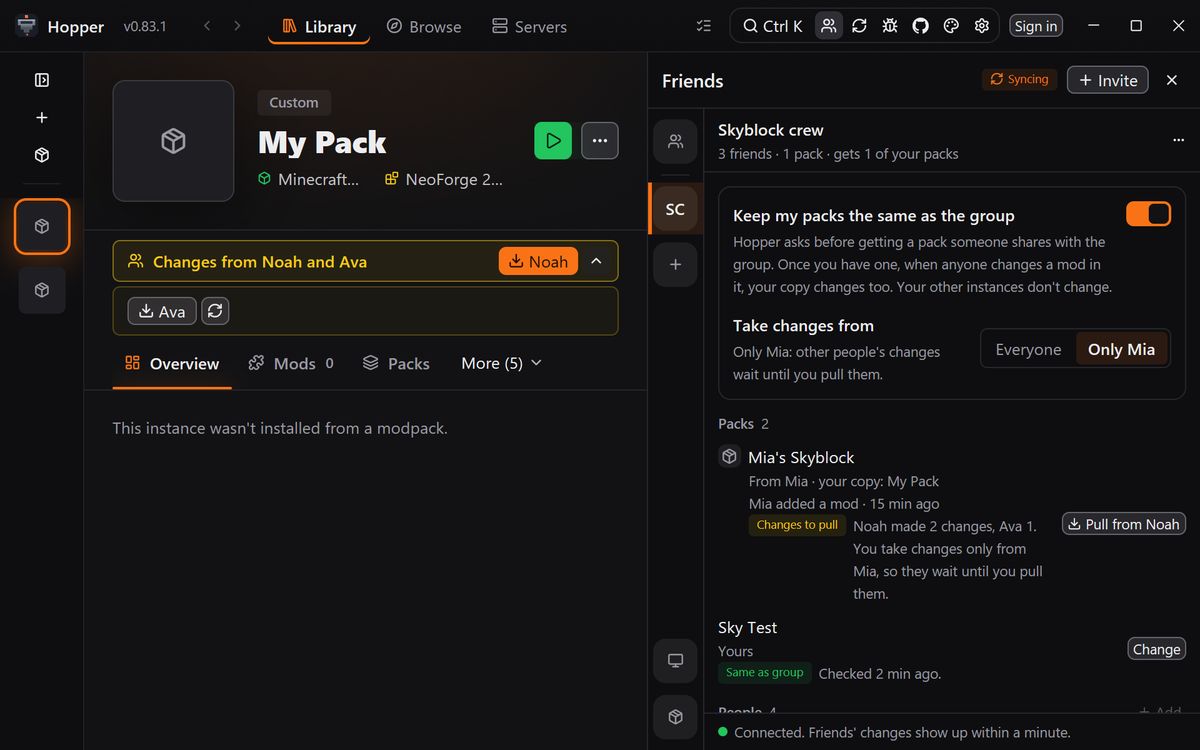 Hopper v0.83.1 Library Browse Servers Ctrl K Sign in
Custom
My Pack
Minecraft... NeoForge 2...
Changes from Noah and Ava Noah
Ava
Overview Mods 0 Packs More (5)
This instance wasn't installed from a modpack.
Friends Syncing + Invite
SC
Skyblock crew
3 friends · 1 pack · gets 1 of your packs
Keep my packs the same as the group
Hopper asks before getting a pack someone shares with the
group. Once you have one, when anyone changes a mod in
it, your copy changes too. Your other instances don't change.
Take changes from
Only Mia: other people's changes
wait until you pull them.
Everyone Only Mia
Packs 2
Mia's Skyblock
From Mia · your copy: My Pack
Mia added a mod · 15 min ago
Changes to pull Noah made 2 changes, Ava 1.
You take changes only from
Mia, so they wait until you pull
them.
Pull from Noah
Sky Test
Yours
Same as group Checked 2 min ago.
Change
People 4 + Add
Connected. Friends' changes show up within a minute.